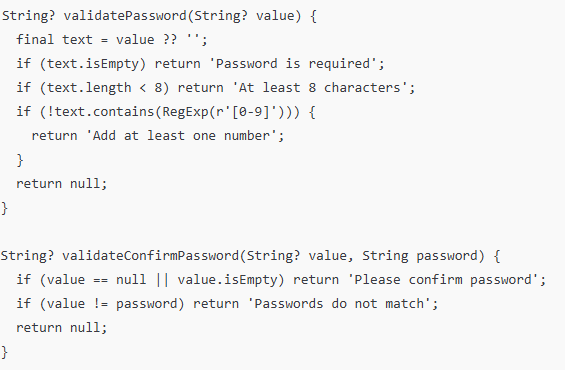 String? validatePassword(String? value) {
  final text = value ?? '';
  if (text.isEmpty) return 'Password is required';
  if (text.length < 8) return 'At least 8 characters';
  if (!text.contains(RegExp(r'[0-9]'))) {
    return 'Add at least one number';
  }
  return null;
}

String? validateConfirmPassword(String? value, String password) {
  if (value == null || value.isEmpty) return 'Please confirm password';
  if (value != password) return 'Passwords do not match';
  return null;
}